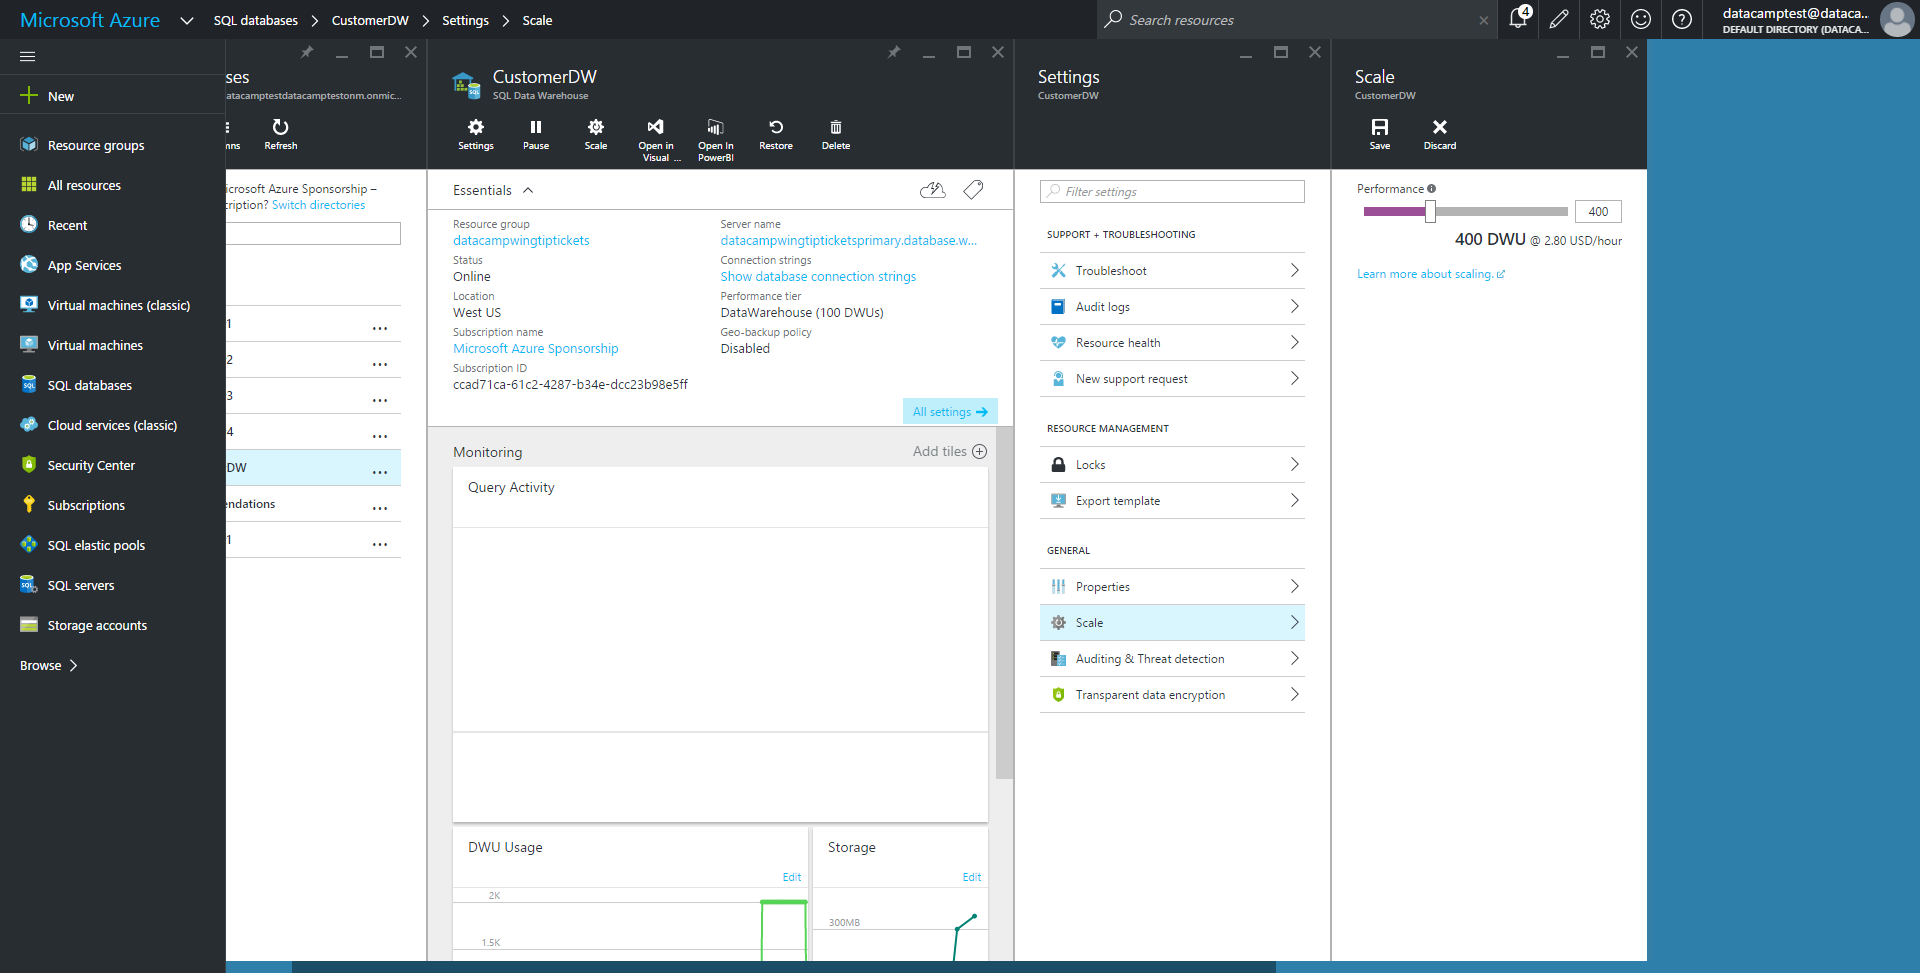 Microsoft Azure
SQL databases > CustomerDW > Settings > Scale
Search resources
4
datacamptest@dataca...
DEFAULT DIRECTORY (DATACA...
New
Resource groups
All resources
Recent
App Services
Virtual machines (classic)
Virtual machines
SQL databases
Cloud services (classic)
Security Center
Subscriptions
SQL elastic pools
SQL servers
Storage accounts
Browse >
ses
atacamptestdatacamptestonm.onmic...
mns
Refresh
icrosoft Azure Sponsorship –
cription? Switch directories
1 ...
2 ...
3 ...
4 ...
DW ...
endations ...
1 ...
CustomerDW
SQL Data Warehouse
Settings
Pause
Scale
Open in Visual ...
Open In PowerBI
Restore
Delete
Essentials
Resource group
datacampwingtiptickets
Status
Online
Location
West US
Subscription name
Microsoft Azure Sponsorship
Subscription ID
ccad71ca-61c2-4287-b34e-dcc23b98e5ff
Server name
datacampwingtipticketsprimary.database.w...
Connection strings
Show database connection strings
Performance tier
DataWarehouse (100 DWUs)
Geo-backup policy
Disabled
All settings →
Monitoring
Add tiles
Query Activity
DWU Usage
Edit
2K
1.5K
Storage
Edit
300MB
Settings
CustomerDW
Filter settings
SUPPORT + TROUBLESHOOTING
Troubleshoot
Audit logs
Resource health
New support request
RESOURCE MANAGEMENT
Locks
Export template
GENERAL
Properties
Scale
Auditing & Threat detection
Transparent data encryption
Scale
CustomerDW
Save
Discard
Performance
400
400 DWU @ 2.80 USD/hour
Learn more about scaling.